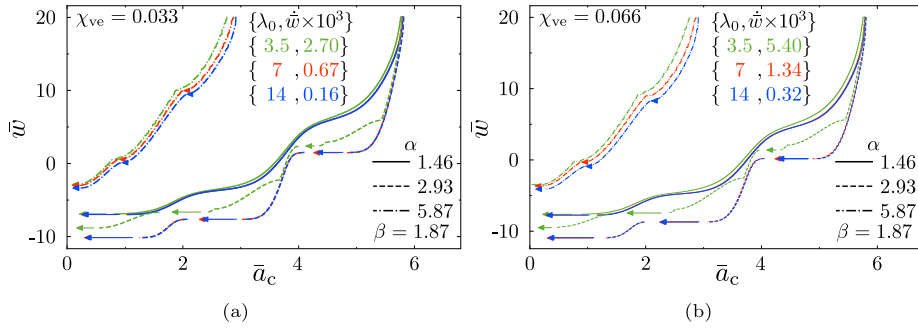 χve = 0.033
{λ0, ẇ̄ ×10³}
{ 3.5 , 2.70}
{ 7 , 0.67}
{ 14 , 0.16}
20
10
0
-10
w̄
α
1.46
2.93
5.87
β = 1.87
0 2 4 6
āc
(a)
χve = 0.066
{λ0, ẇ̄ ×10³}
{ 3.5 , 5.40}
{ 7 , 1.34}
{ 14 , 0.32}
20
10
0
-10
w̄
α
1.46
2.93
5.87
β = 1.87
0 2 4 6
āc
(b)